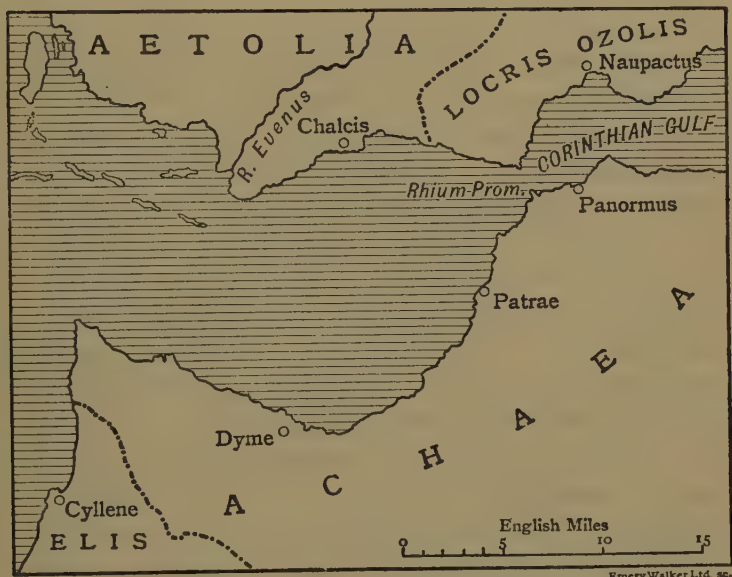 AETOLIA
LOCRIS OZOLIS
Naupactus
R. Evenus
Chalcis
CORINTHIAN GULF
Rhium-Prom.
Panormus
Patrae
ACHAEA
Dyme
Cyllene
ELIS
English Miles
0 5 10 15
Emery Walker Ltd. sc.